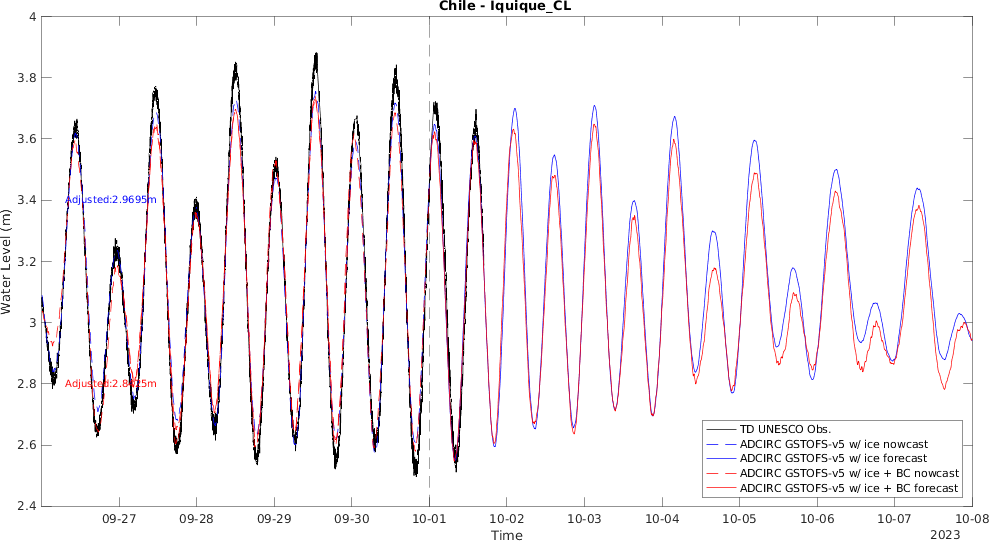 Chile - Iquique_CL
4
3.8
3.6
3.4
3.2
3
2.8
2.6
2.4
Water Level (m)
Adjusted:2.9695m
09-27
09-28
09-29
09-30
10-01
10-02
10-03
10-04
10-05
10-06
10-07
10-08
Time
2023
TD UNESCO Obs.
ADCIRC GSTOFS-v5 w/ ice nowcast
ADCIRC GSTOFS-v5 w/ ice forecast
ADCIRC GSTOFS-v5 w/ ice + BC nowcast
ADCIRC GSTOFS-v5 w/ ice + BC forecast